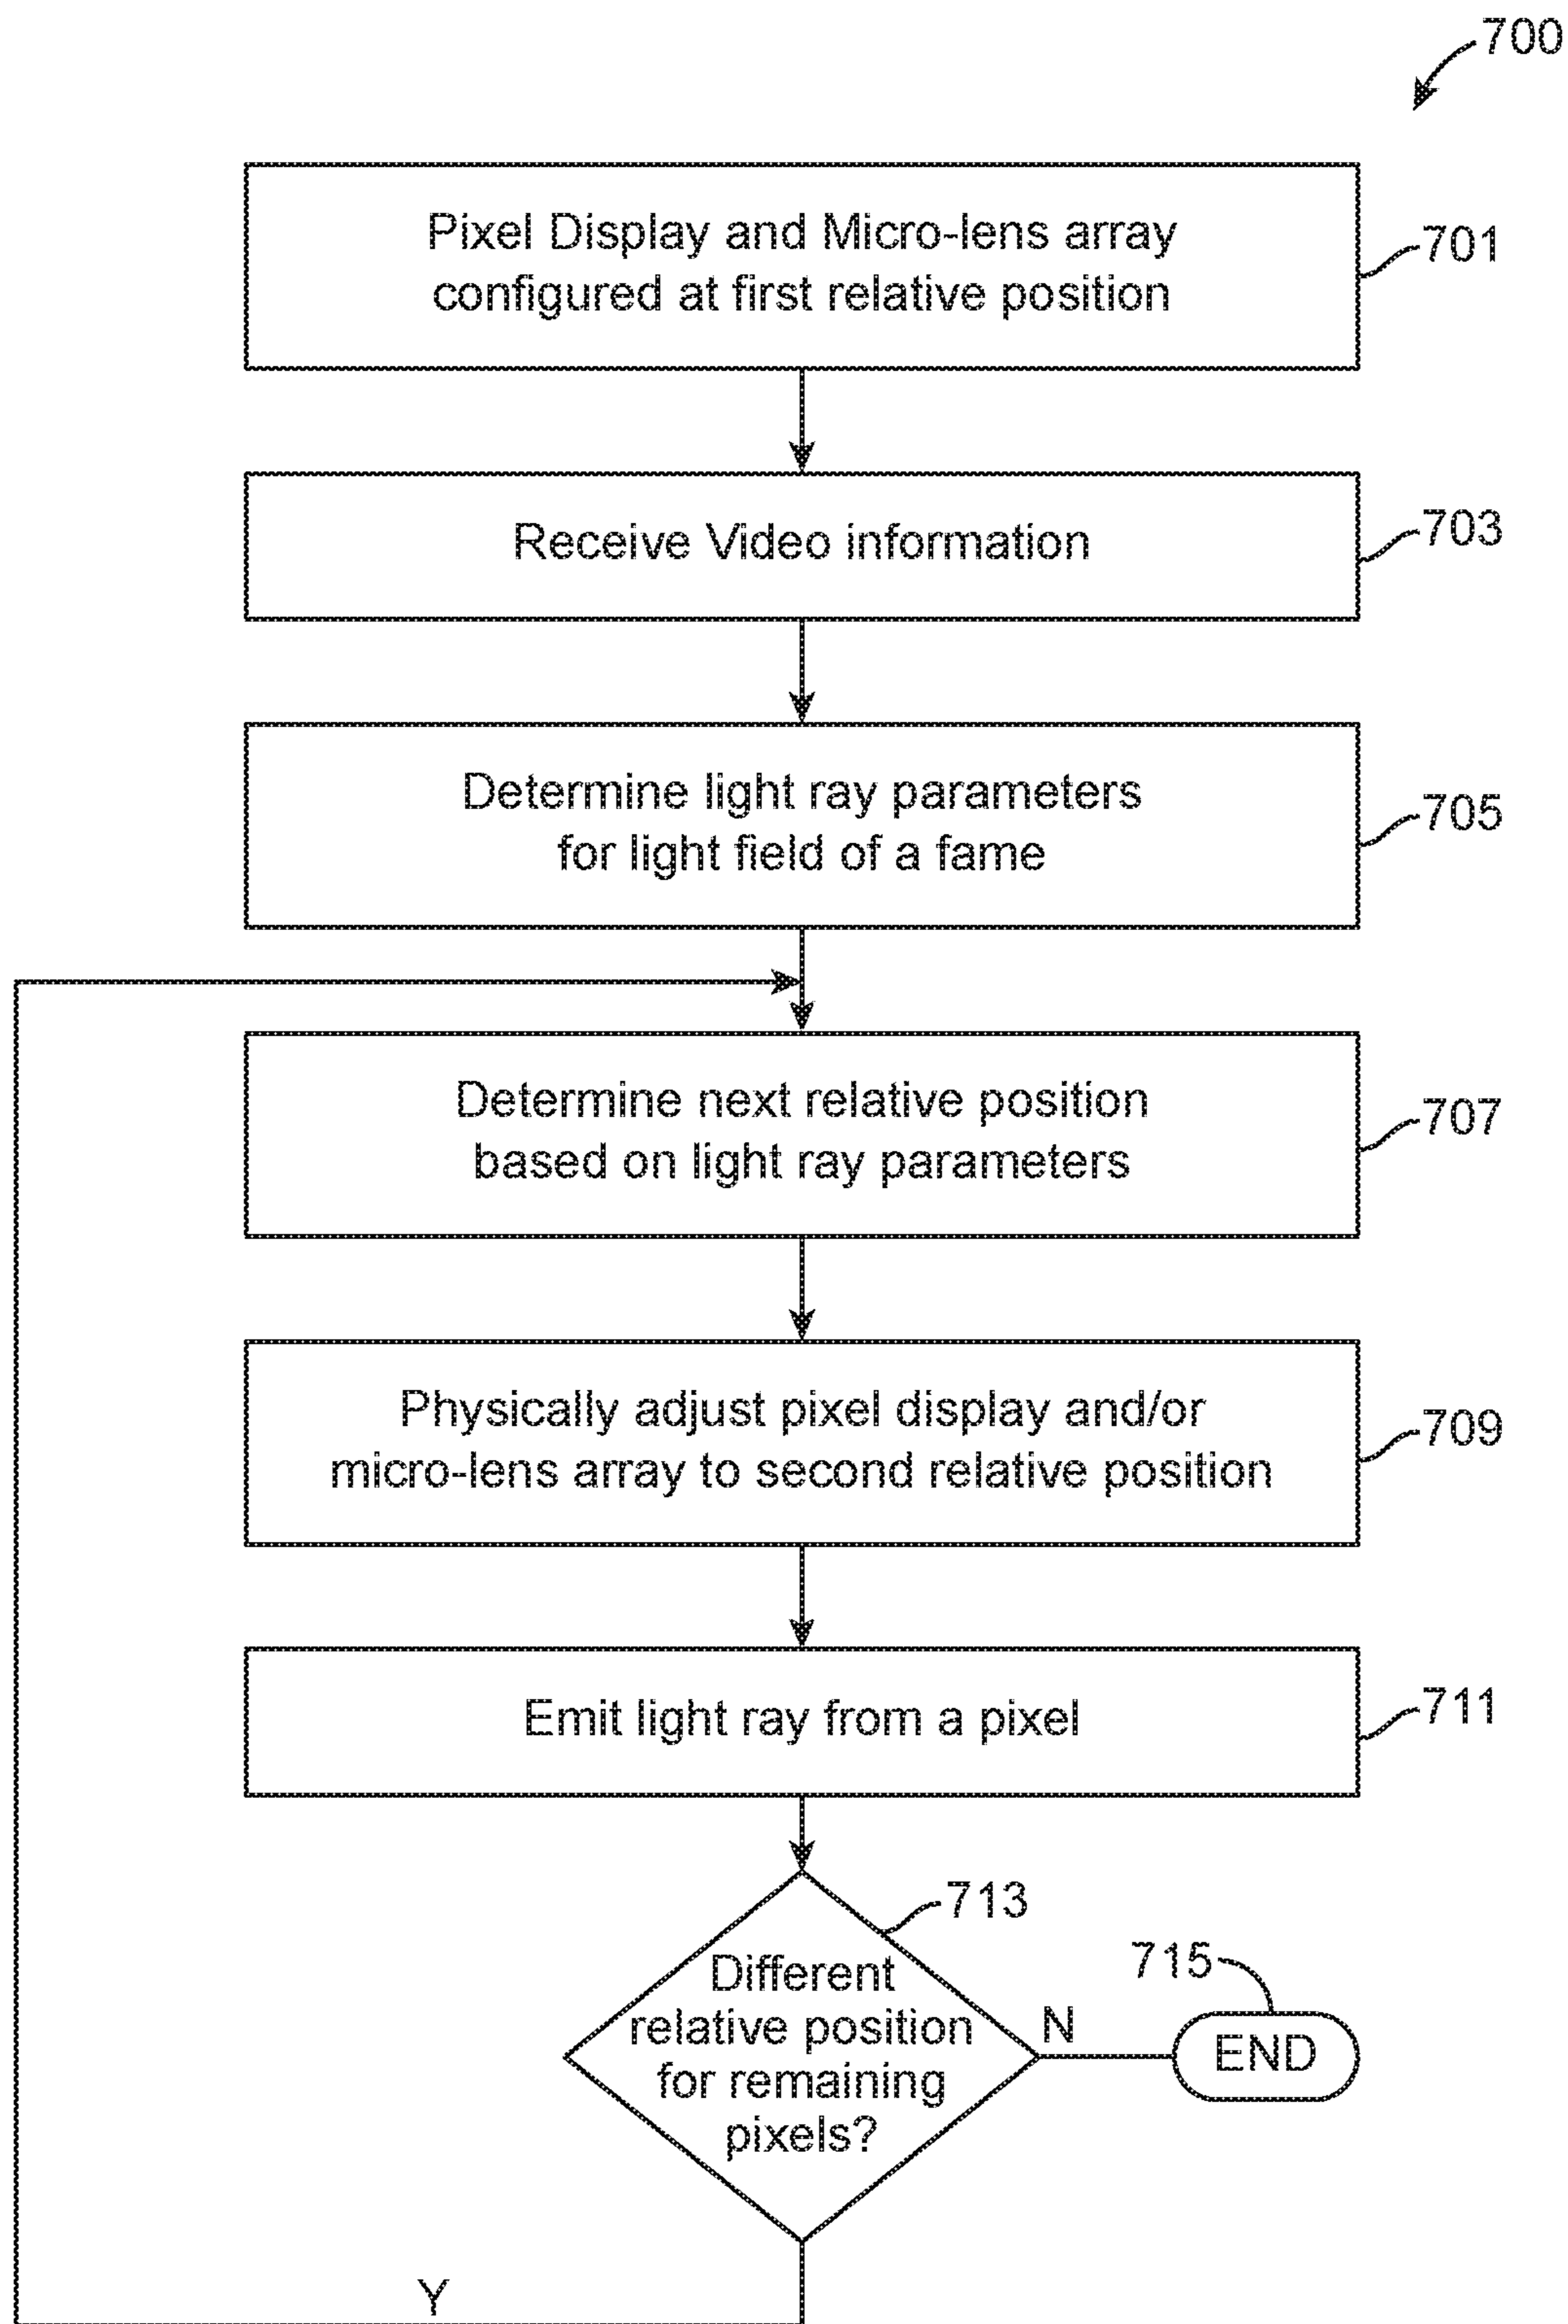 700
Pixel Display and Micro-lens array
configured at first relative position
701
Receive Video information
703
Determine light ray parameters
for light field of a fame
705
Determine next relative position
based on light ray parameters
707
Physically adjust pixel display and/or
micro-lens array to second relative position
709
Emit light ray from a pixel
711
713
Different
relative position
for remaining
pixels?
N
715
END
Y